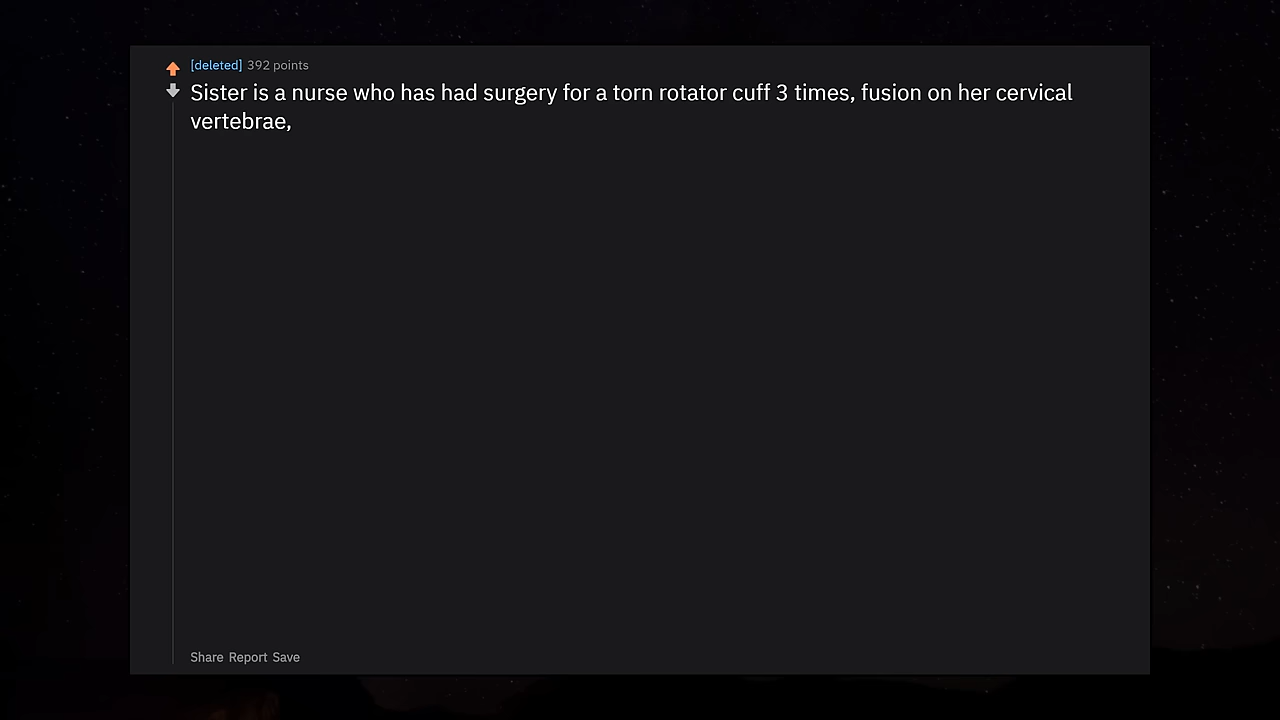 [deleted] 392 points
Sister is a nurse who has had surgery for a torn rotator cuff 3 times, fusion on her cervical
vertebrae,
Share Report Save